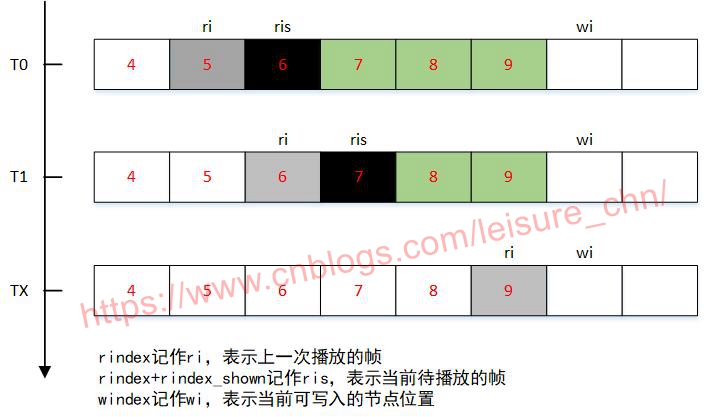 ri ris wi
T0 4 5 6 7 8 9
ri ris wi
T1 4 5 6 7 8 9
ri wi
TX 4 5 6 7 8 9
https://www.cnblogs.com/leisure_chn/
rindex记作ri，表示上一次播放的帧
rindex+rindex_shown记作ris，表示当前待播放的帧
windex记作wi，表示当前可写入的节点位置